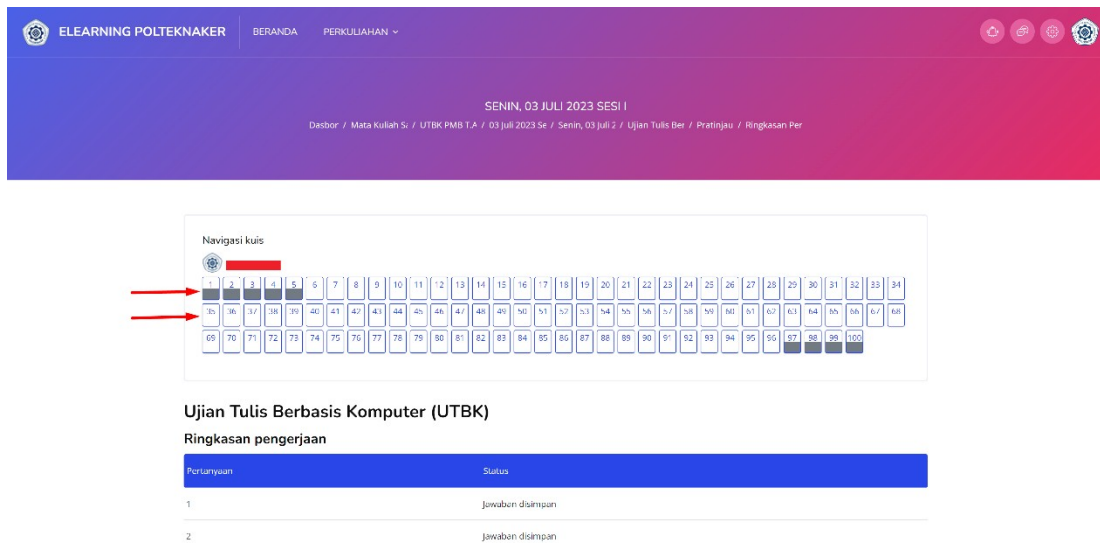 ELEARNING POLTEKNAKER BERANDA PERKULIAHAN
SENIN, 03 JULI 2023 SESI I
Dasbor / Mata Kuliah Sa / UTBK PMB T.A / 03 Juli 2023 Se / Senin, 03 Juli 2 / Ujian Tulis Ber / Pratinjau / Ringkasan Per
Navigasi kuis
1 2 3 4 5 6 7 8 9 10 11 12 13 14 15 16 17 18 19 20 21 22 23 24 25 26 27 28 29 30 31 32 33 34
35 36 37 38 39 40 41 42 43 44 45 46 47 48 49 50 51 52 53 54 55 56 57 58 59 60 61 62 63 64 65 66 67 68
69 70 71 72 73 74 75 76 77 78 79 80 81 82 83 84 85 86 87 88 89 90 91 92 93 94 95 96 97 98 99 100
Ujian Tulis Berbasis Komputer (UTBK)
Ringkasan pengerjaan
Pertanyaan Status
1 Jawaban disimpan
2 Jawaban disimpan